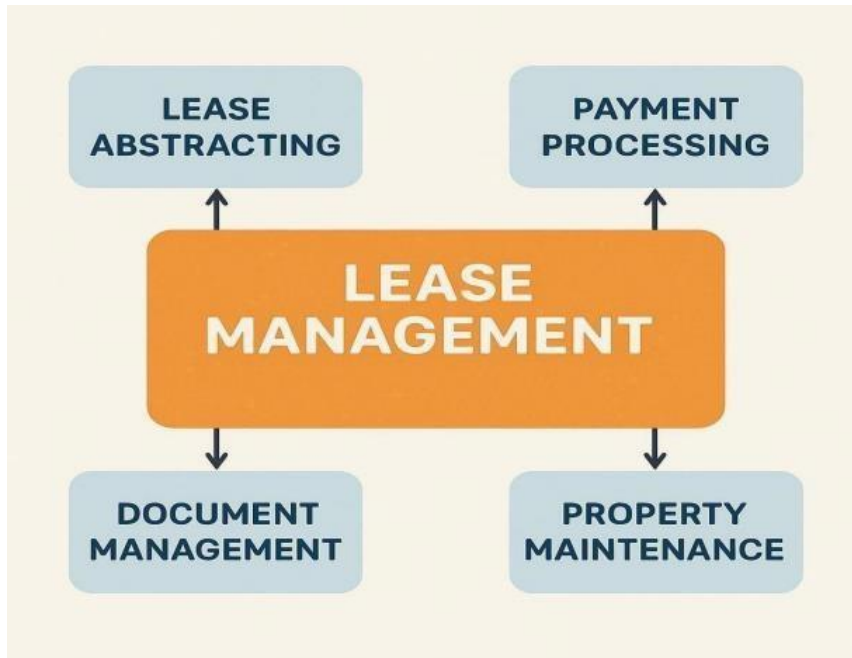 LEASE
ABSTRACTING
PAYMENT
PROCESSING
LEASE
MANAGEMENT
DOCUMENT
MANAGEMENT
PROPERTY
MAINTENANCE